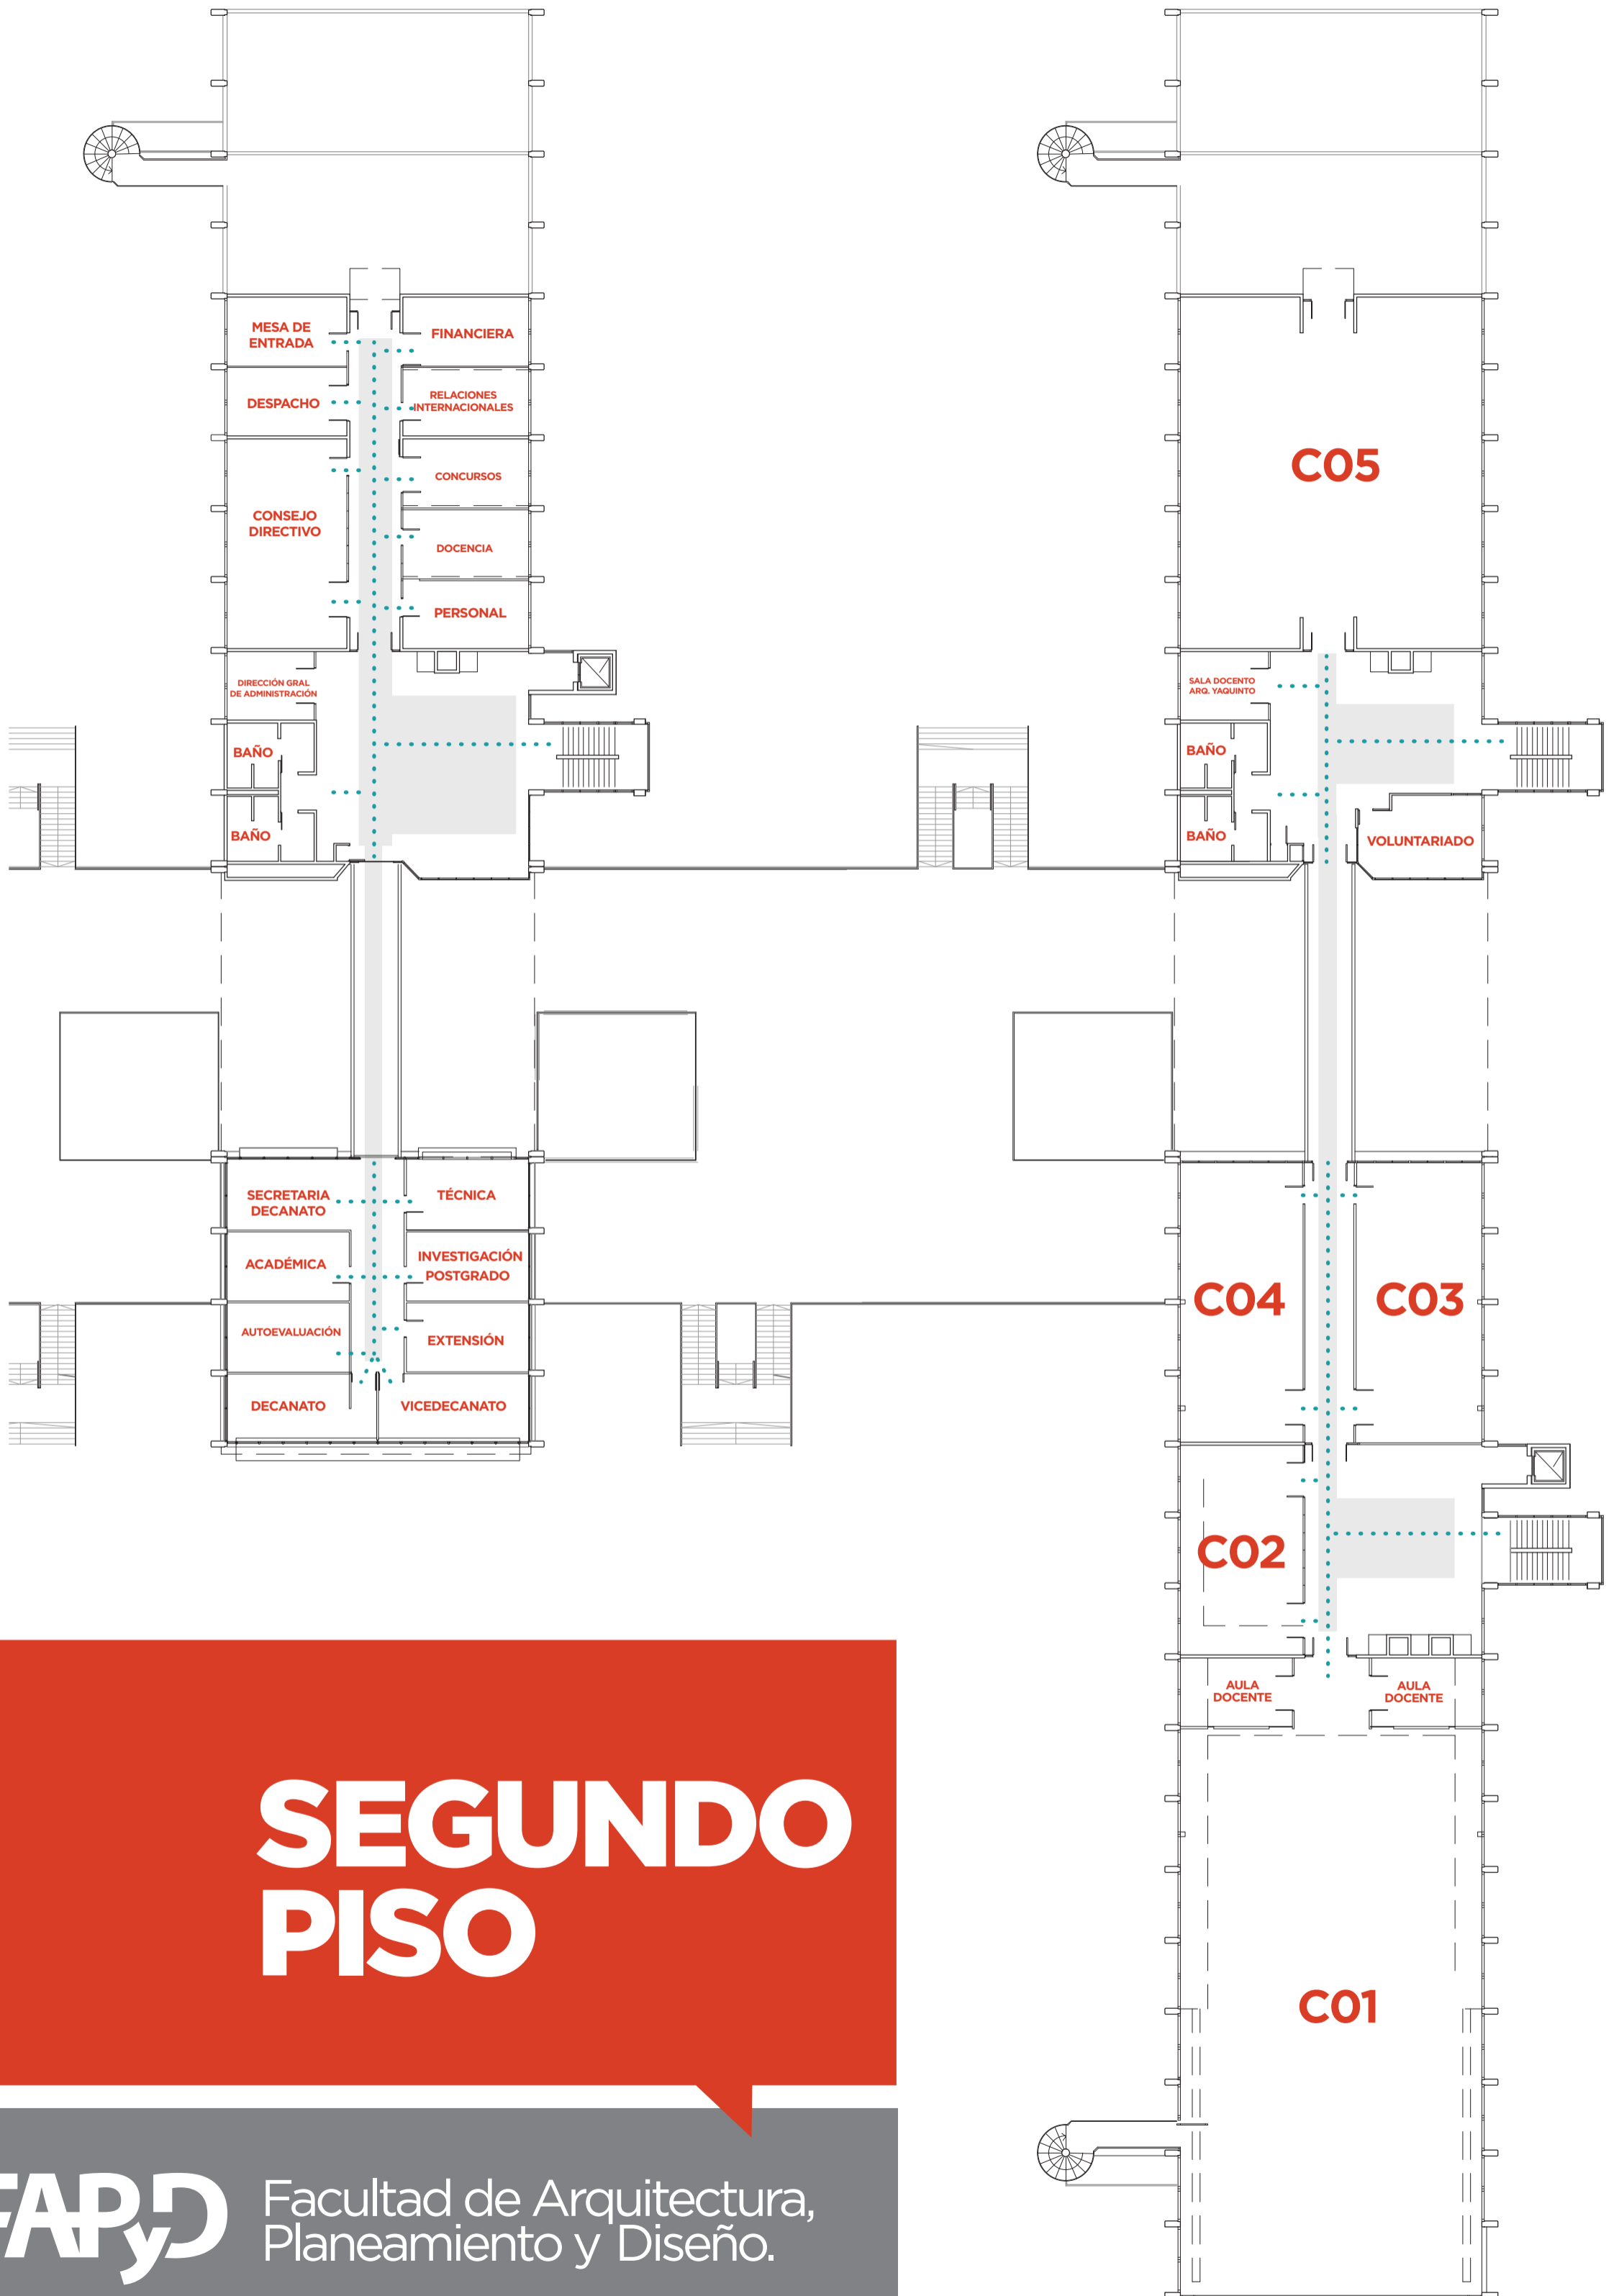 MESA DE
ENTRADA
FINANCIERA
DESPACHO
RELACIONES
INTERNACIONALES
CONCURSOS
CONSEJO
DIRECTIVO
DOCENCIA
PERSONAL
DIRECCIÓN GRAL
DE ADMINISTRACIÓN
BAÑO
BAÑO
SECRETARIA
DECANATO
TÉCNICA
ACADÉMICA
INVESTIGACIÓN
POSTGRADO
AUTOEVALUACIÓN
EXTENSIÓN
DECANATO
VICEDECANATO
C05
SALA DOCENTO
ARQ. YAQUINTO
BAÑO
BAÑO
VOLUNTARIADO
C04
C03
C02
AULA
DOCENTE
AULA
DOCENTE
C01
SEGUNDO
PISO
FAPyD
Facultad de Arquitectura,
Planeamiento y Diseño.